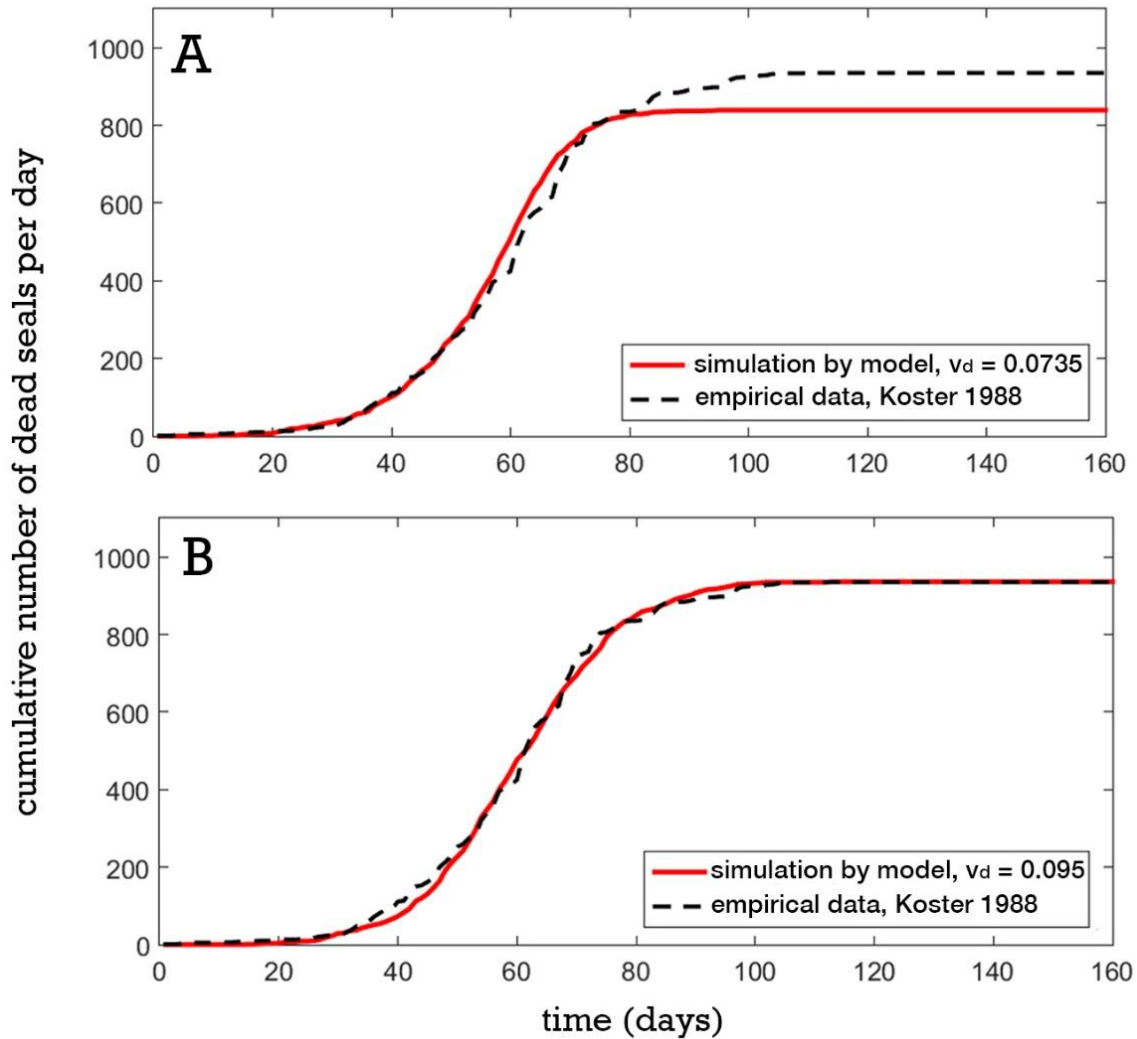 A
1000
800
600
400
200
0
simulation by model, vd = 0.0735
empirical data, Koster 1988
0 20 40 60 80 100 120 140 160
cumulative number of dead seals per day
B
1000
800
600
400
200
0
simulation by model, vd = 0.095
empirical data, Koster 1988
0 20 40 60 80 100 120 140 160
time (days)